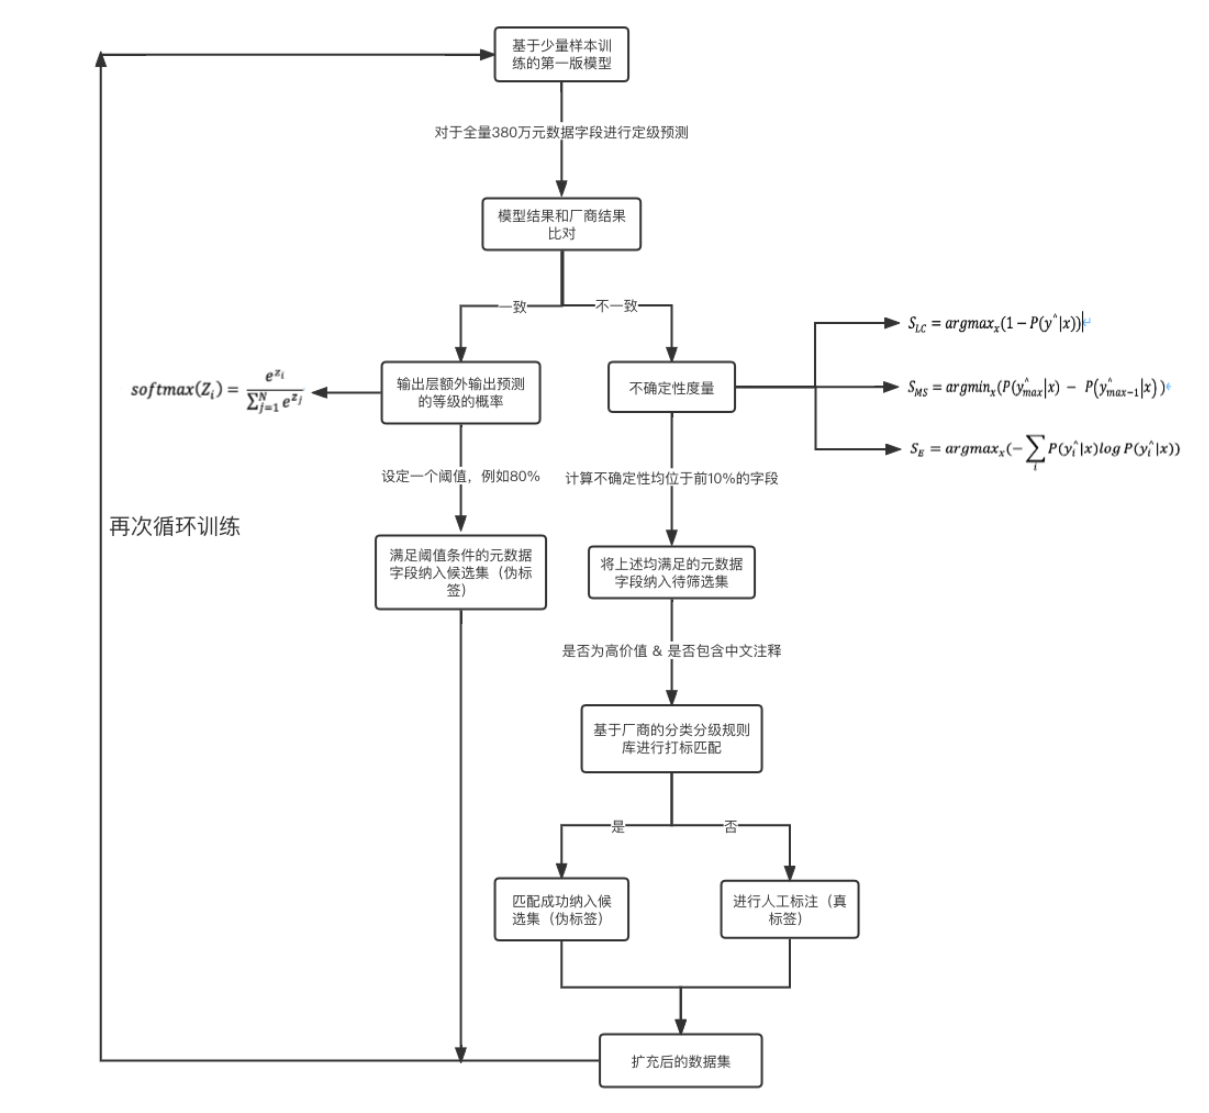 基于少量样本训
练的第一版模型
对于全量380万元数据字段进行定级预测
模型结果和厂商结果
比对
一致
不一致
S_{LC} = argmax_x(1 − P(y^|x))
softmax(Z_i) = \frac{e^{z_i}}{\sum_{j=1}^{N} e^{z_j}}
输出层额外输出预测
的等级的概率
不确定性度量
S_{MS} = argmin_x(P(y^_{max}|x) − P(y^_{max−1}|x))
S_E = argmax_x(−\sum_i P(y_i^|x)log P(y_i^|x))
设定一个阈值，例如80%
计算不确定性均位于前10%的字段
再次循环训练
满足阈值条件的元数据
字段纳入候选集（伪标
签）
将上述均满足的元数据
字段纳入待筛选集
是否为高价值 & 是否包含中文注释
基于厂商的分类分级规则
库进行打标匹配
是
否
匹配成功纳入候
选集（伪标签）
进行人工标注（真
标签）
扩充后的数据集